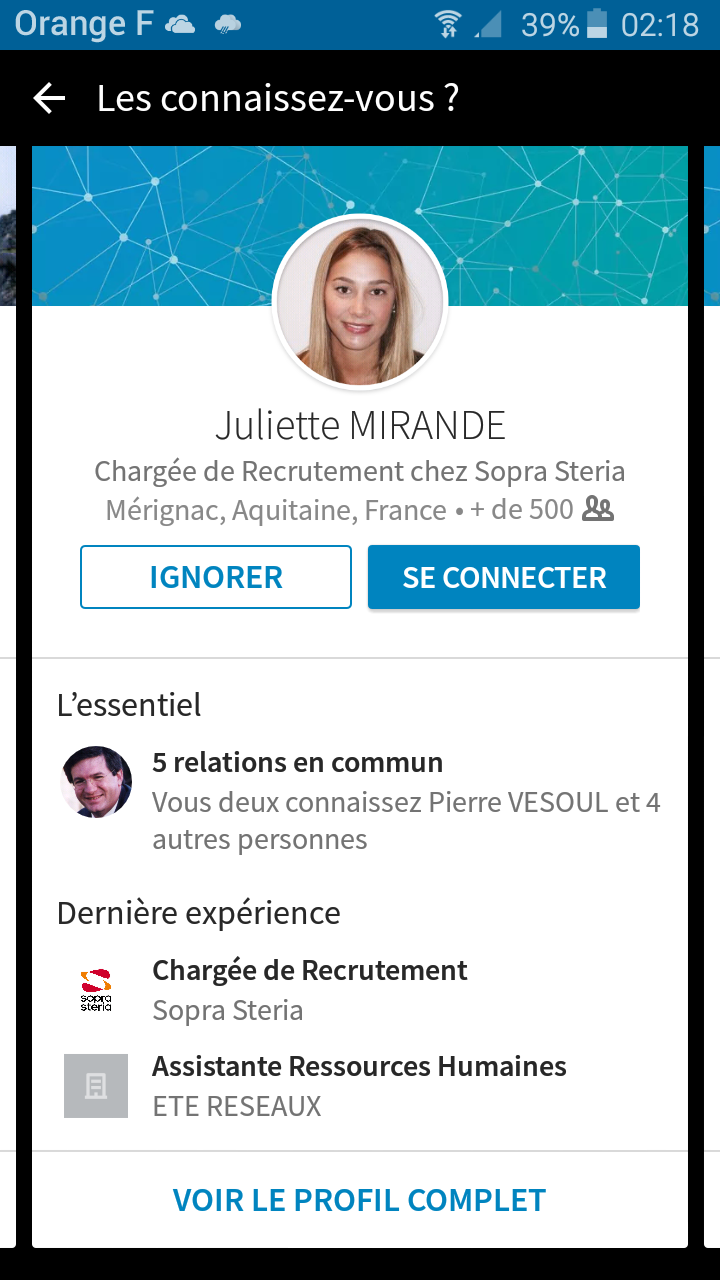 Orange F 39% 02:18
Les connaissez-vous ?
Juliette MIRANDE
Chargée de Recrutement chez Sopra Steria
Mérignac, Aquitaine, France • + de 500
IGNORER
SE CONNECTER
L’essentiel
5 relations en commun
Vous deux connaissez Pierre VESOUL et 4
autres personnes
Dernière expérience
Chargée de Recrutement
sopra
steria
Sopra Steria
Assistante Ressources Humaines
ETE RESEAUX
VOIR LE PROFIL COMPLET